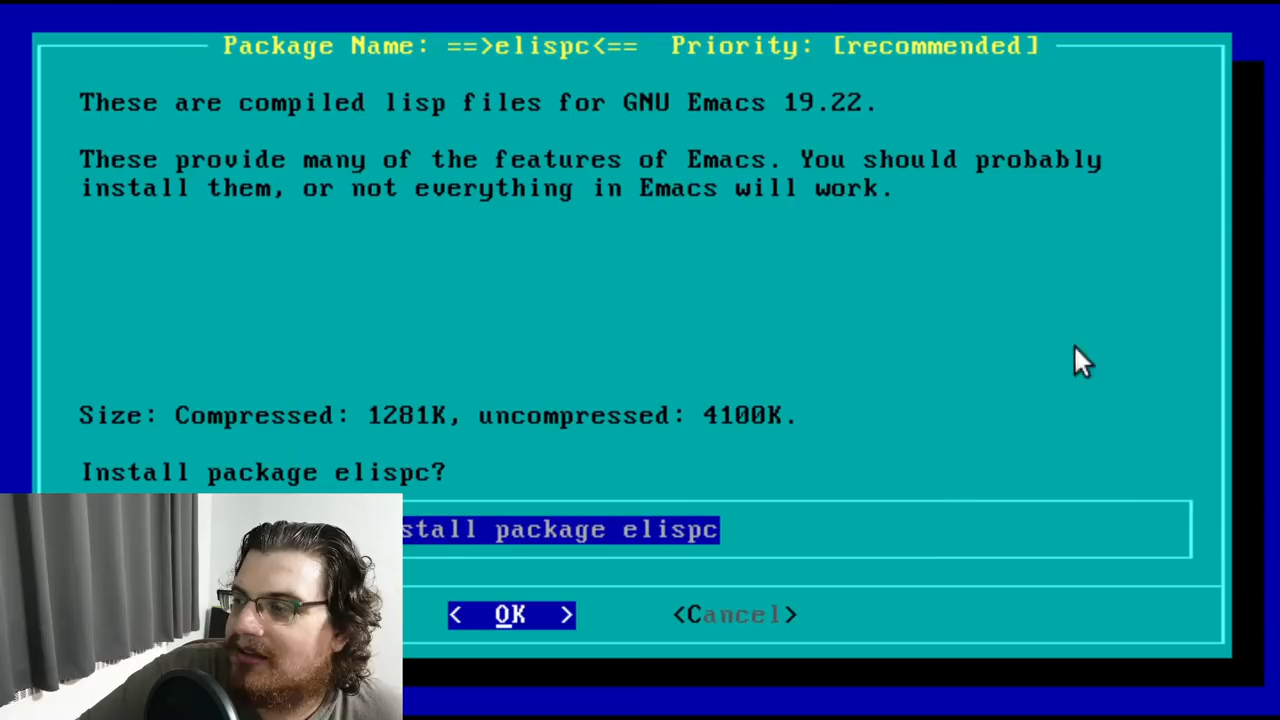 Package Name: ==>elispc<== Priority: [recommended]
These are compiled lisp files for GNU Emacs 19.22.
These provide many of the features of Emacs. You should probably
install them, or not everything in Emacs will work.
Size: Compressed: 1281K, uncompressed: 4100K.
Install package elispc?
stall package elispc
< OK > <Cancel>